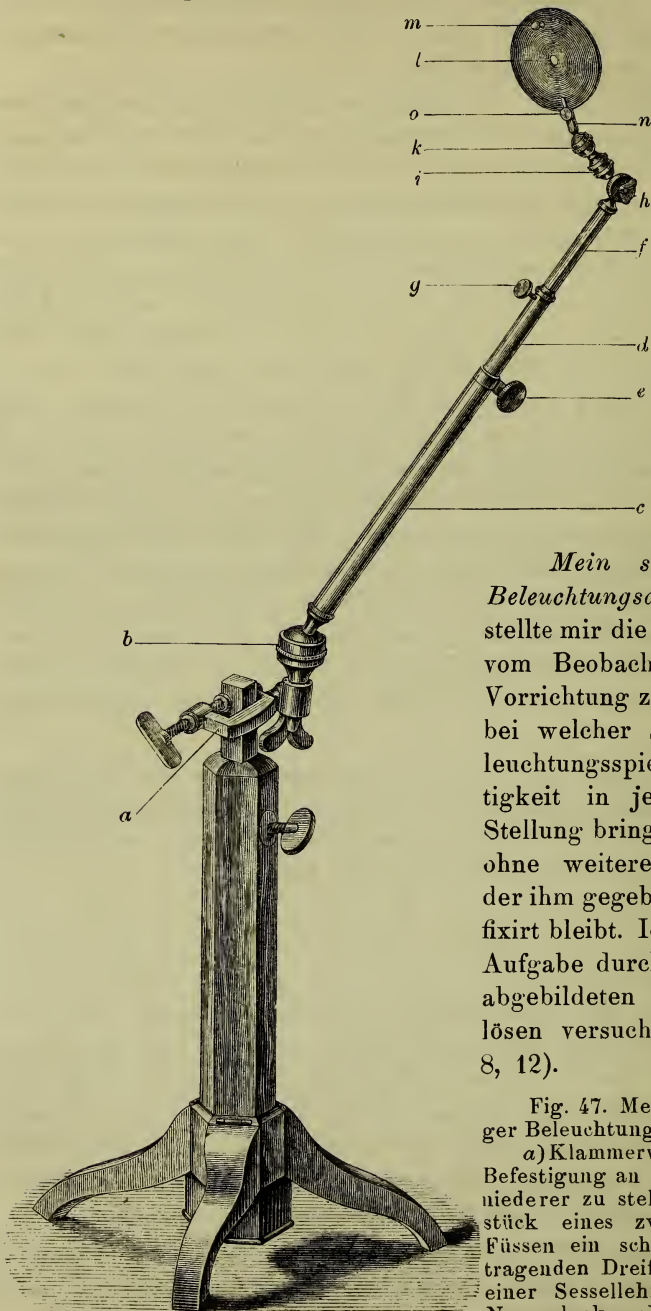 m
l
o
n
k
i
h
f
g
d
e
c
b
a
Mein
Beleuchtungs
stellte mir die
vom Beobach
Vorrichtung z
bei welcher
leuchtungsspie
tigkeit in je
Stellung bring
ohne weitere
der ihm gegeb
fixirt bleibt. I
Aufgabe durc
abgebildeten
lösen versuch
8, 12).
Fig. 47. Me
ger Beleuchtung
a) Klammerv
Befestigung an
niederer zu stel
stück eines zv
Füssen ein sch
tragenden Dreif
einer Sesselleh